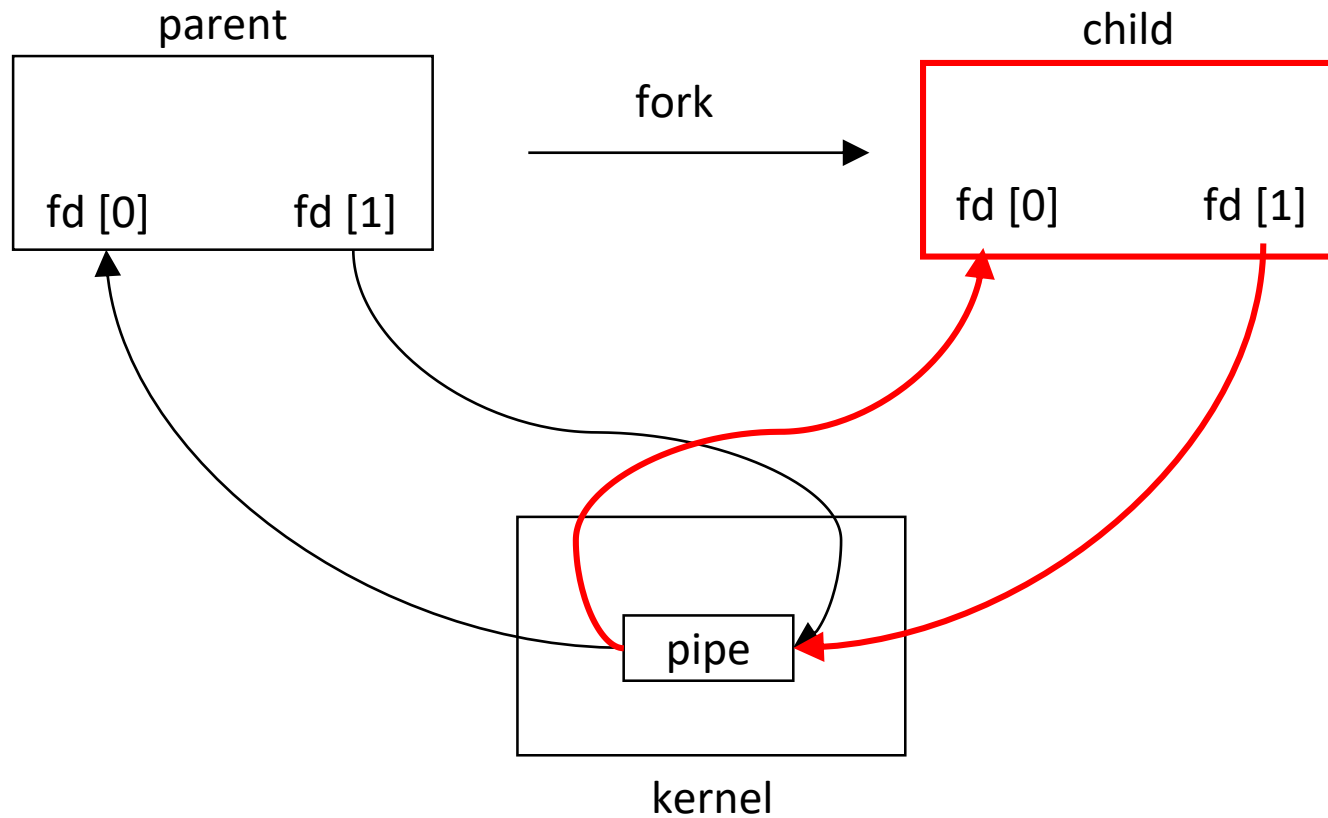 parent
child
fork
fd [0]
fd [1]
fd [0]
fd [1]
pipe
kernel